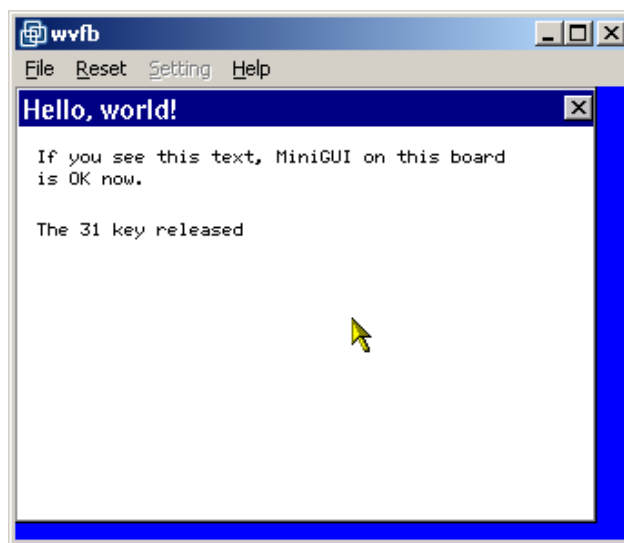 wvfb
File Reset Setting Help
Hello, world!
If you see this text, MiniGUI on this board
is OK now.
The 31 key released